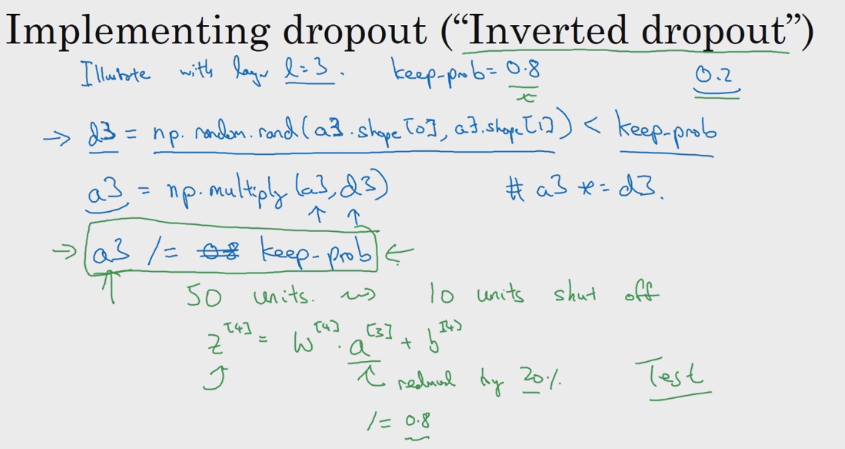 Implementing dropout (“Inverted dropout”)
Illustrate with layer l=3. keep-prob= 0.8 0.2
→ d3 = np.random.rand(a3.shape[0], a3.shape[1]) < keep-prob
a3 = np.multiply(a3, d3) # a3 *= d3.
→ a3 /= 0.8 keep-prob ←
50 units. ⇝ 10 units shut off
z[4] = W[4] · a[3] + b[4]
reduced by 20%. Test
/= 0.8